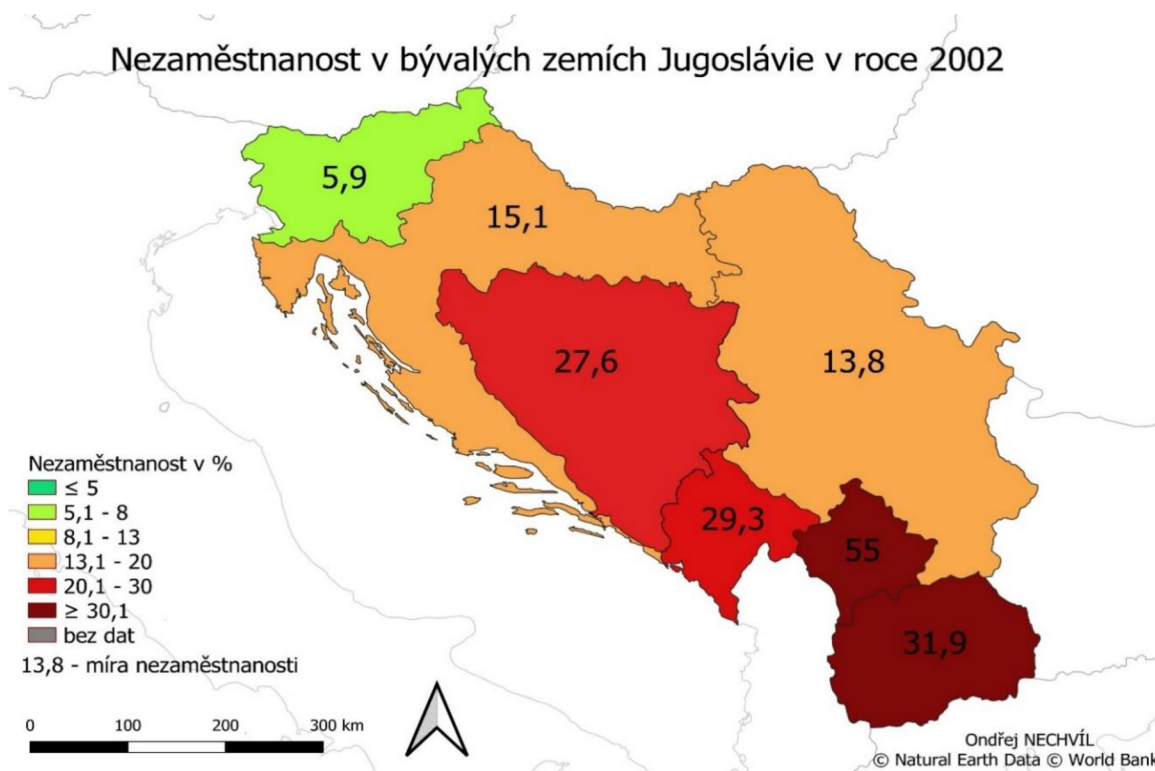 Nezaměstnanost v bývalých zemích Jugoslávie v roce 2002
5,9
15,1
27,6
13,8
29,3
55
31,9
Nezaměstnanost v %
≤ 5
5,1 - 8
8,1 - 13
13,1 - 20
20,1 - 30
≥ 30,1
bez dat
13,8 - míra nezaměstnanosti
0 100 200 300 km
Ondřej NECHVÍL
© Natural Earth Data © World Bank